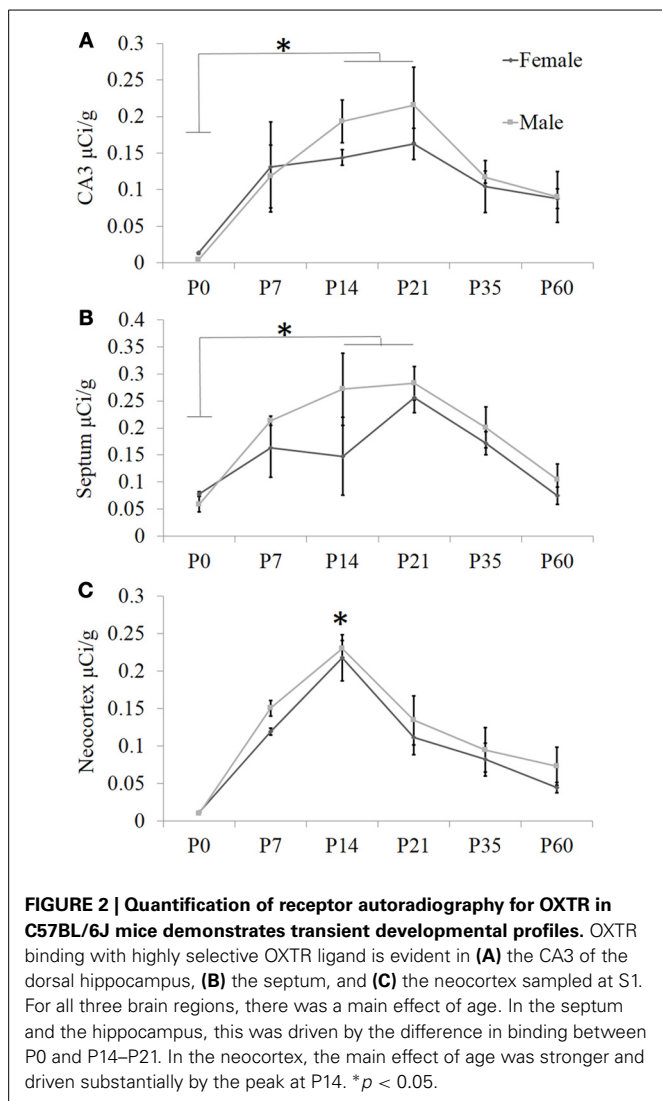 A
*
0.3
0.25
0.2
0.15
0.1
0.05
0
CA3 µCi/g
Female
Male
P0 P7 P14 P21 P35 P60
B
*
0.4
0.35
0.3
0.25
0.2
0.15
0.1
0.05
0
Septum µCi/g
P0 P7 P14 P21 P35 P60
C
*
0.3
0.25
0.2
0.15
0.1
0.05
0
Neocortex µCi/g
P0 P7 P14 P21 P35 P60
FIGURE 2 | Quantification of receptor autoradiography for OXTR in
C57BL/6J mice demonstrates transient developmental profiles. OXTR
binding with highly selective OXTR ligand is evident in (A) the CA3 of the
dorsal hippocampus, (B) the septum, and (C) the neocortex sampled at S1.
For all three brain regions, there was a main effect of age. In the septum
and the hippocampus, this was driven by the difference in binding between
P0 and P14–P21. In the neocortex, the main effect of age was stronger and
driven substantially by the peak at P14. *p < 0.05.